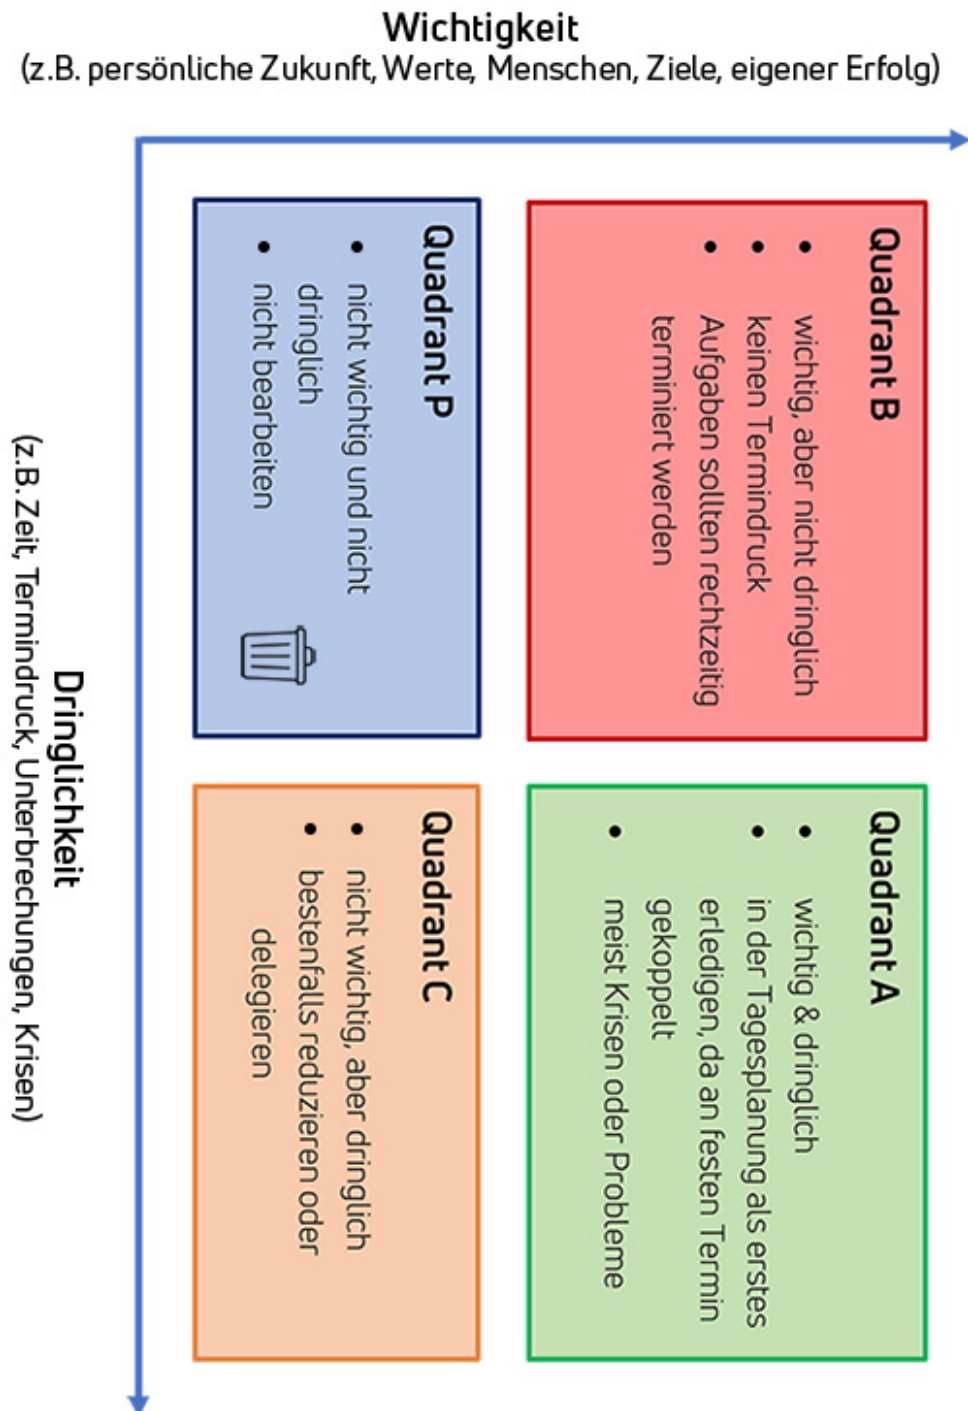 Wichtigkeit
(z.B. persönliche Zukunft, Werte, Menschen, Ziele, eigener Erfolg)
Quadrant B
• wichtig, aber nicht dringlich
• keinen Termindruck
• Aufgaben sollten rechtzeitig
terminiert werden
Quadrant A
• wichtig & dringlich
• in der Tagesplanung als erstes
erledigen, da an festen Termin
gekoppelt
• meist Krisen oder Probleme
Quadrant P
• nicht wichtig und nicht
dringlich
• nicht bearbeiten
Quadrant C
• nicht wichtig, aber dringlich
• bestenfalls reduzieren oder
delegieren
Dringlichkeit
(z.B. Zeit, Termindruck, Unterbrechungen, Krisen)